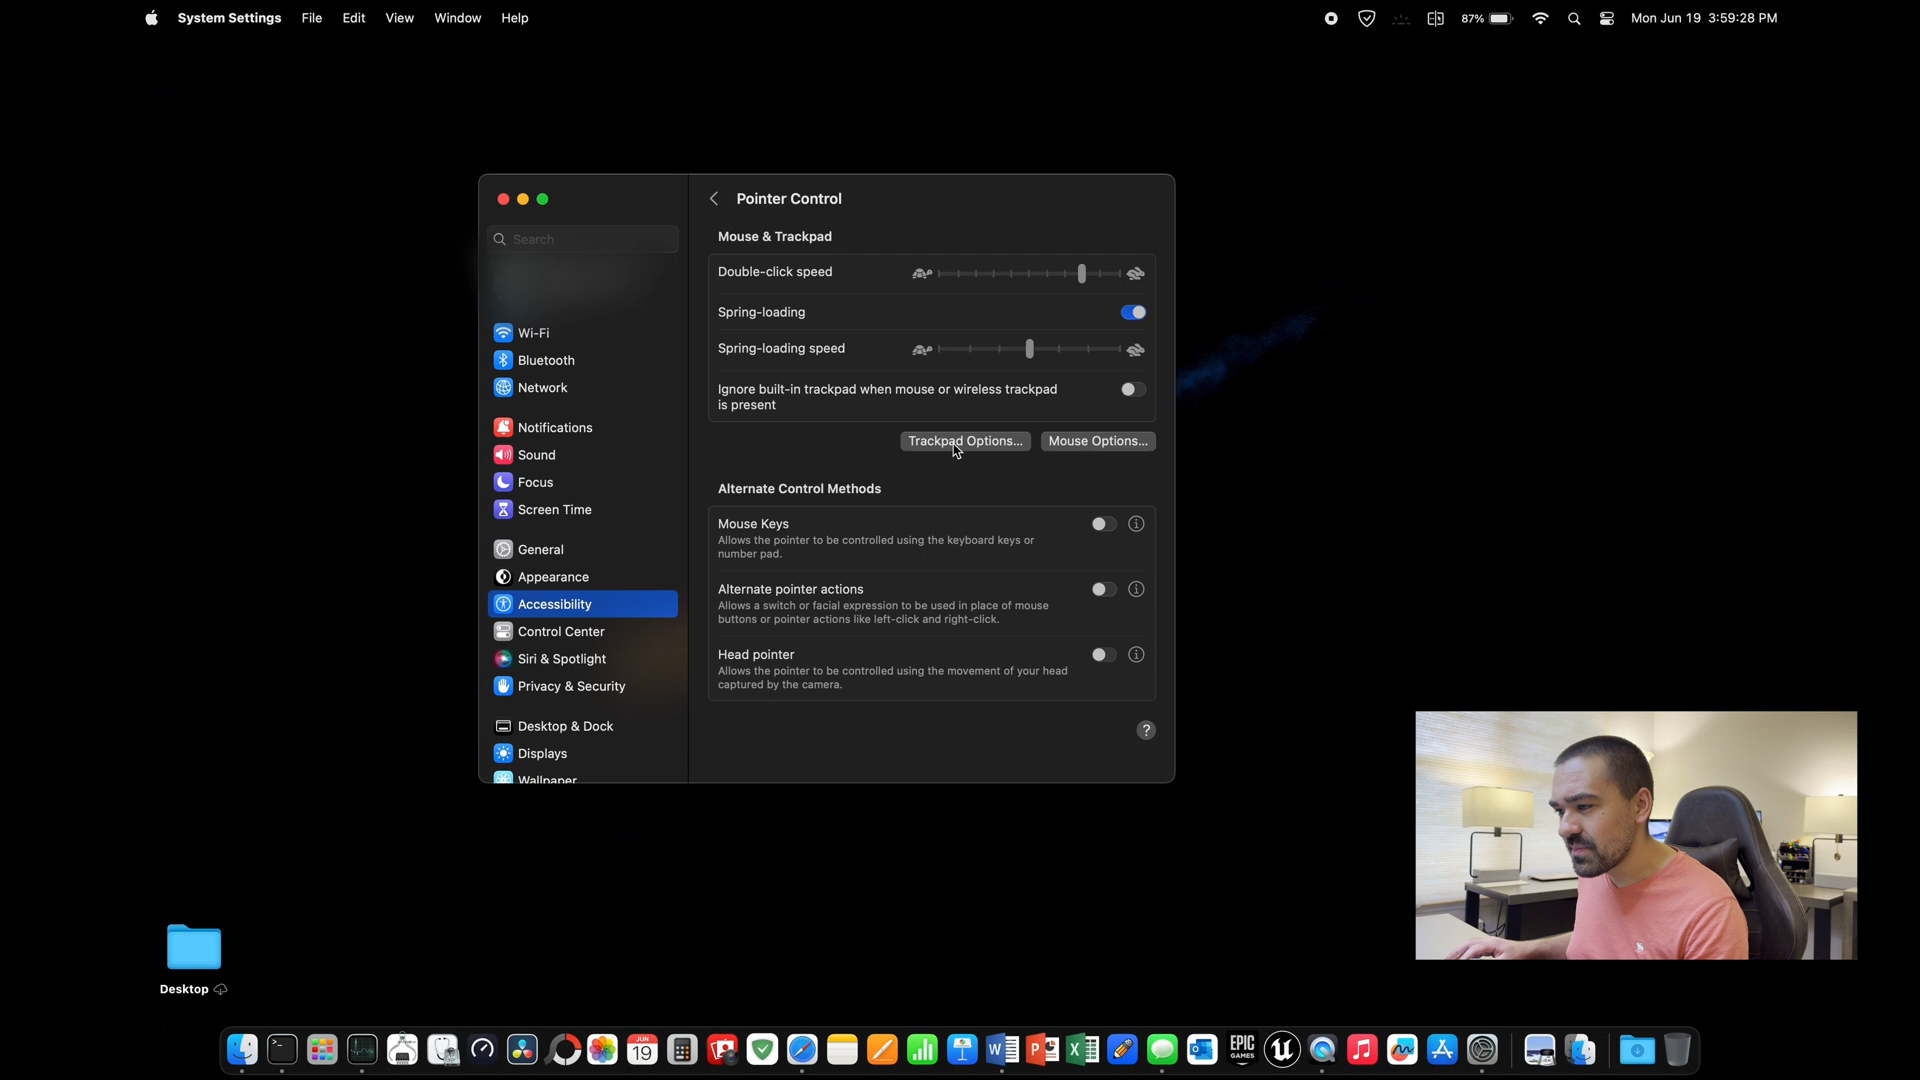 System Settings File Edit View Window Help 87% Mon Jun 19 3:59:28 PM
Pointer Control
Search
Mouse & Trackpad
Double-click speed
Spring-loading
Spring-loading speed
Ignore built-in trackpad when mouse or wireless trackpad
is present
Trackpad Options... Mouse Options...
Alternate Control Methods
Mouse Keys
Allows the pointer to be controlled using the keyboard keys or
number pad.
Alternate pointer actions
Allows a switch or facial expression to be used in place of mouse
buttons or pointer actions like left-click and right-click.
Head pointer
Allows the pointer to be controlled using the movement of your head
captured by the camera.
?
Wi-Fi
Bluetooth
Network
Notifications
Sound
Focus
Screen Time
General
Appearance
Accessibility
Control Center
Siri & Spotlight
Privacy & Security
Desktop & Dock
Displays
Wallpaper
Desktop
JUN
19
W
P
X
EPIC
GAMES